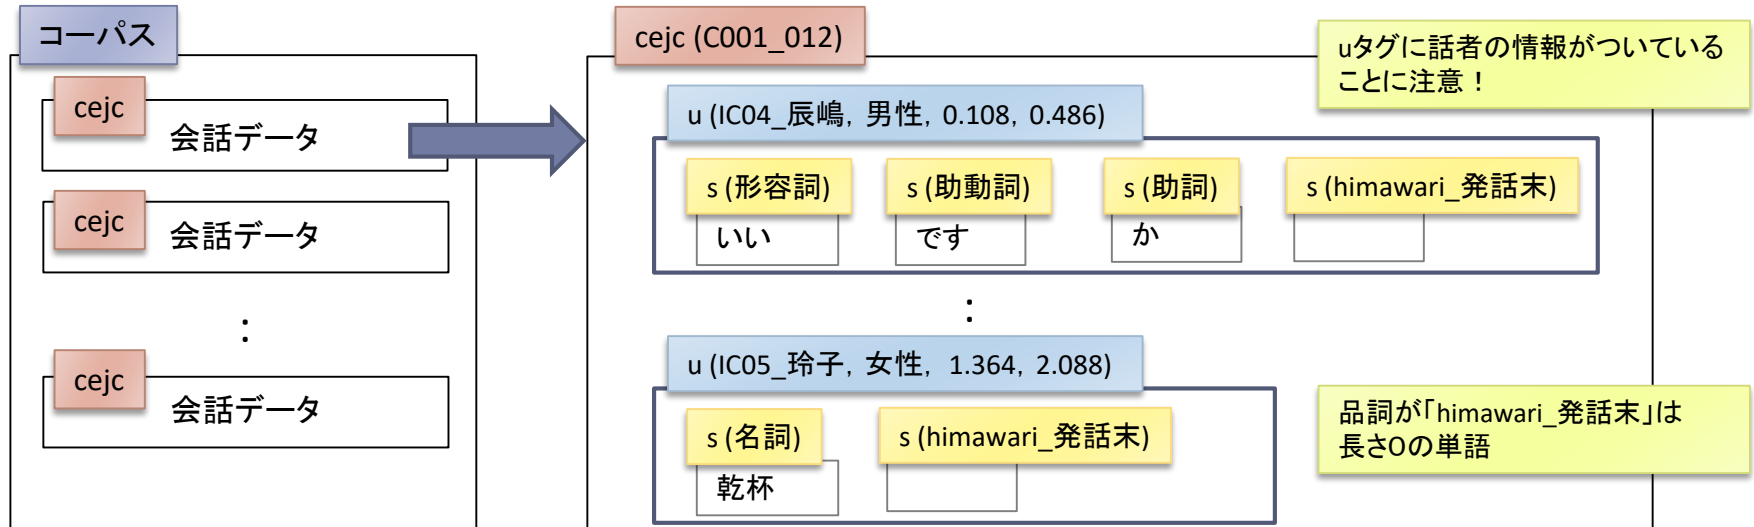 コーパス
cejc
会話データ
cejc
会話データ
:
cejc
会話データ
cejc (C001_012)
uタグに話者の情報がついている
ことに注意！
u (IC04_辰嶋, 男性, 0.108, 0.486)
s (形容詞)
いい
s (助動詞)
です
s (助詞)
か
s (himawari_発話末)
:
u (IC05_玲子, 女性, 1.364, 2.088)
s (名詞)
乾杯
s (himawari_発話末)
品詞が「himawari_発話末」は
長さ0の単語